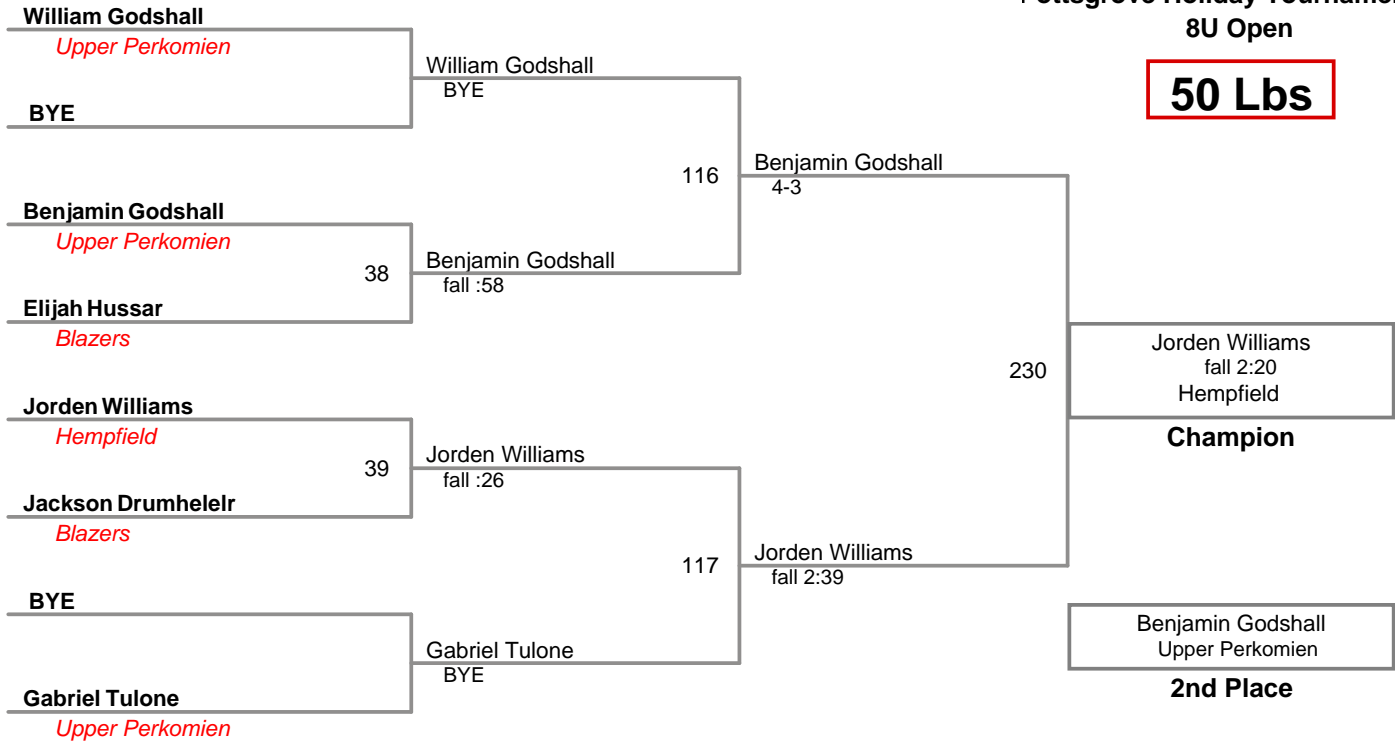 Holiday
8U Open
50 Lbs
William Godshall
Upper Perkomien
BYE
Benjamin Godshall
Upper Perkomien
38
Elijah Hussar
Blazers
Jorden Williams
Hempfield
39
Jackson Drumhelelr
Blazers
BYE
Gabriel Tulone
Upper Perkomien
William Godshall
BYE
116
Benjamin Godshall
fall :58
Jorden Williams
fall :26
117
Gabriel Tulone
BYE
Benjamin Godshall
4-3
230
Jorden Williams
fall 2:39
Jorden Williams
fall 2:20
Hempfield
Champion
Benjamin Godshall
Upper Perkomien
2nd Place